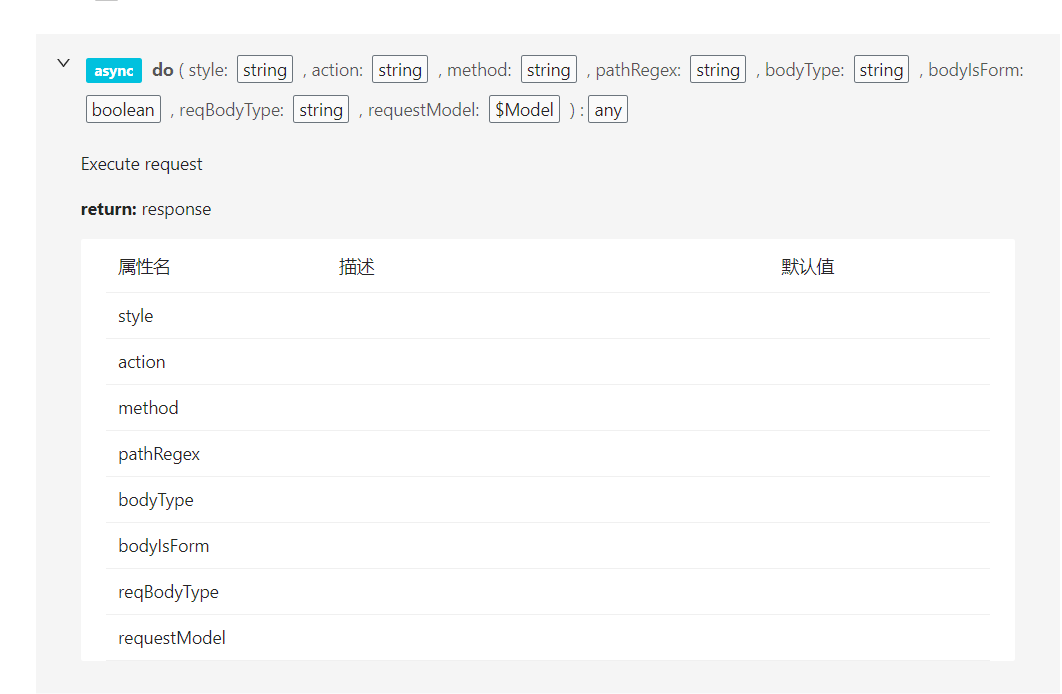 async do ( style: string , action: string , method: string , pathRegex: string , bodyType: string , bodyIsForm:
boolean , reqBodyType: string , requestModel: $Model ) : any
Execute request
return: response
属性名 描述 默认值
style
action
method
pathRegex
bodyType
bodyIsForm
reqBodyType
requestModel